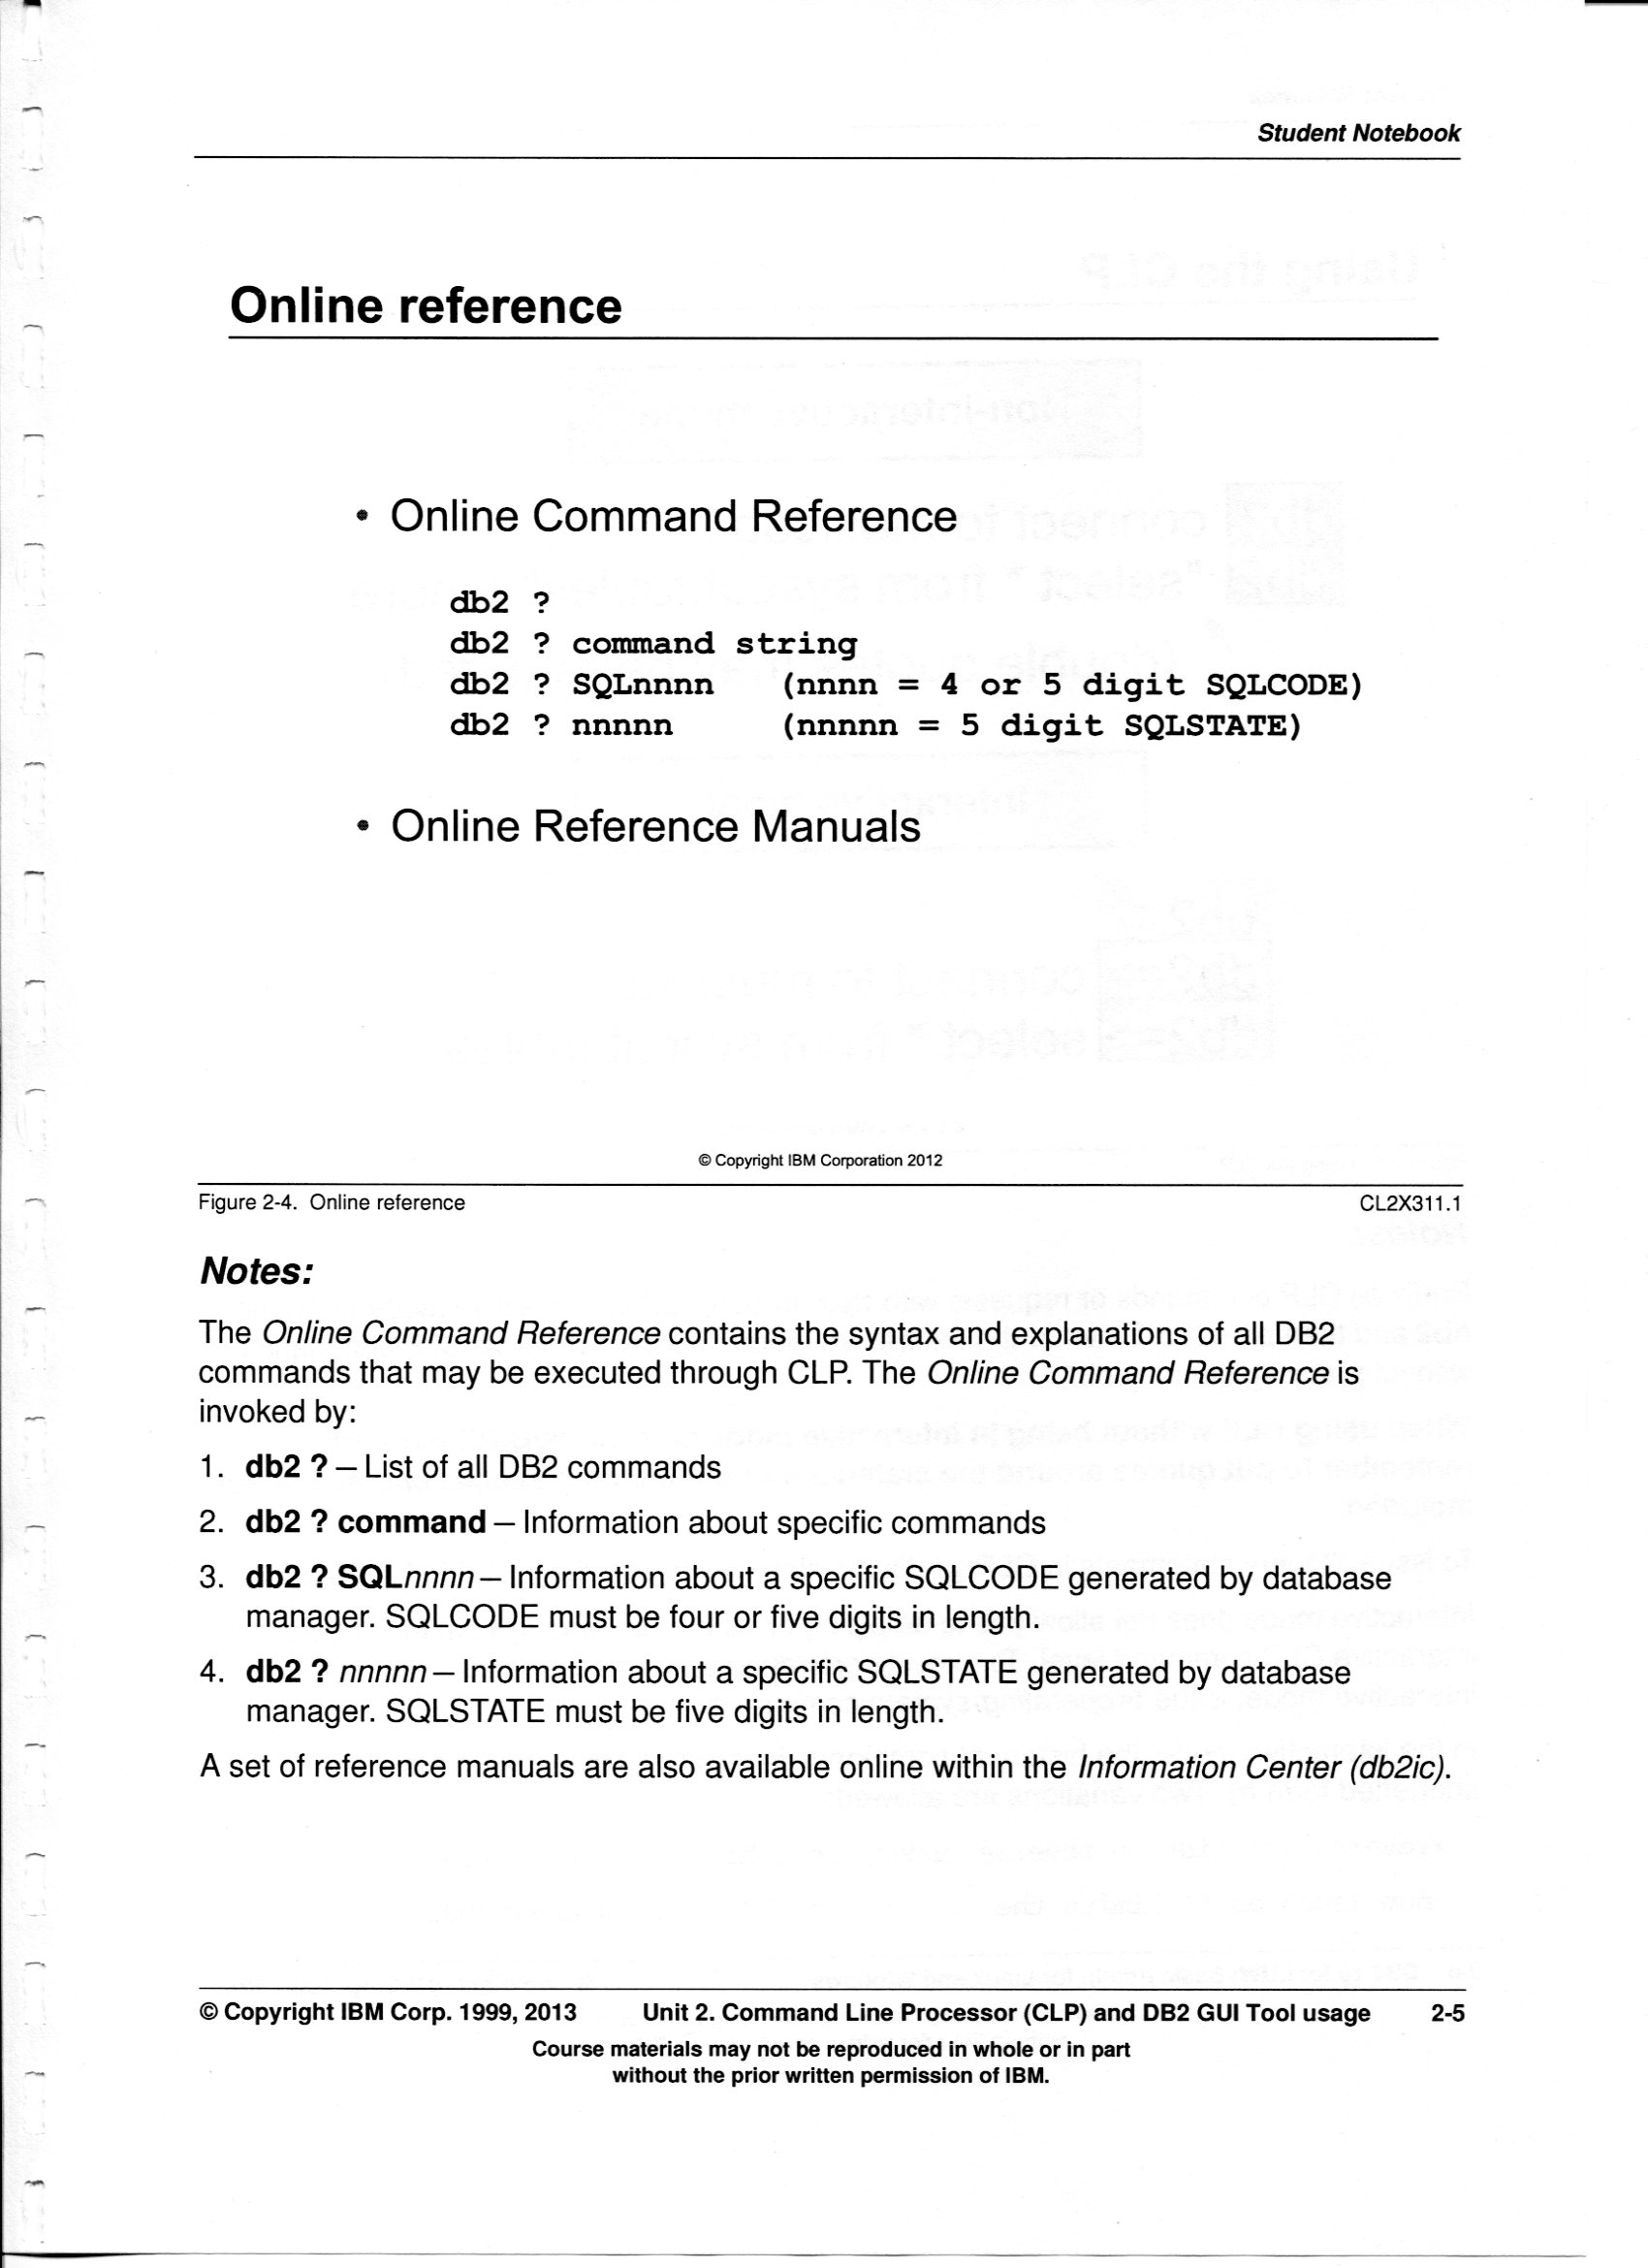 Student Notebook
Online reference
• Online Command Reference
db2 ?
db2 ? command string
db2 ? SQLnnnn (nnnn = 4 or 5 digit SQLCODE)
db2 ? nnnnn (nnnnn = 5 digit SQLSTATE)
• Online Reference Manuals
© Copyright IBM Corporation 2012
Figure 2-4. Online reference CL2X311.1
Notes:
The Online Command Reference contains the syntax and explanations of all DB2
commands that may be executed through CLP. The Online Command Reference is
invoked by:
1. db2 ? – List of all DB2 commands
2. db2 ? command – Information about specific commands
3. db2 ? SQLnnnn – Information about a specific SQLCODE generated by database
manager. SQLCODE must be four or five digits in length.
4. db2 ? nnnnn – Information about a specific SQLSTATE generated by database
manager. SQLSTATE must be five digits in length.
A set of reference manuals are also available online within the Information Center (db2ic).
© Copyright IBM Corp. 1999, 2013 Unit 2. Command Line Processor (CLP) and DB2 GUI Tool usage 2-5
Course materials may not be reproduced in whole or in part
without the prior written permission of IBM.